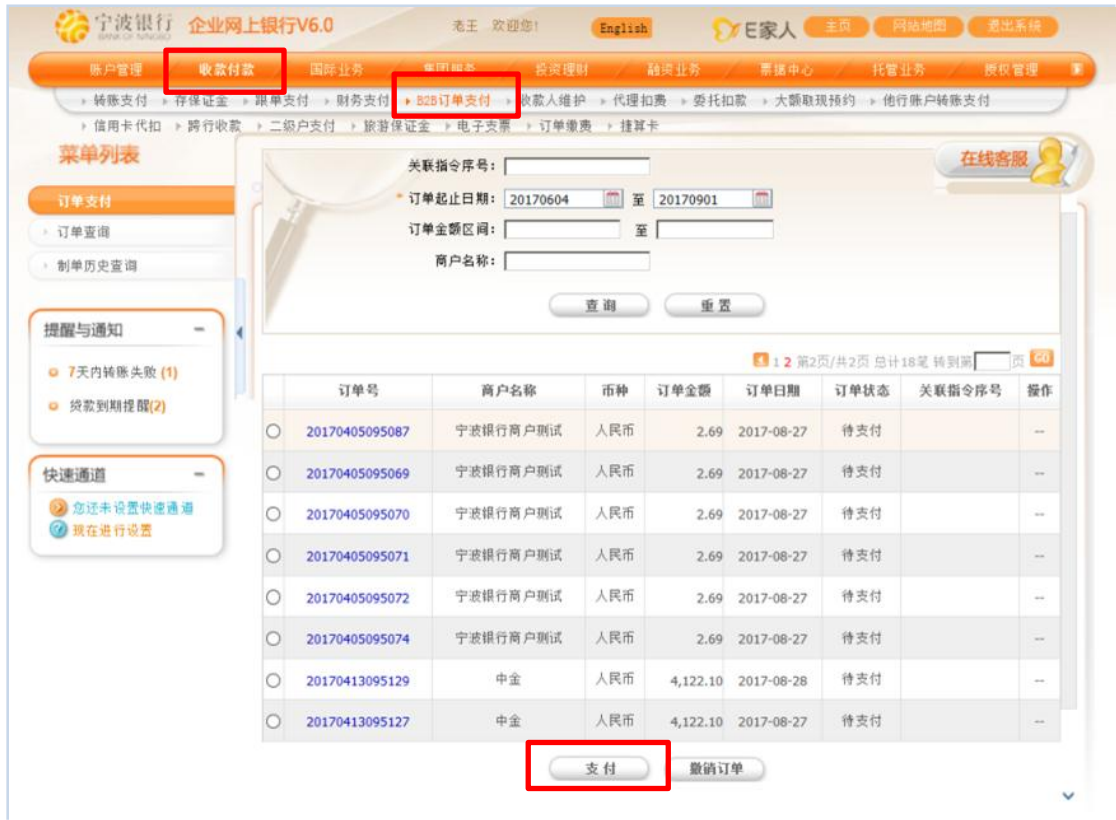 宁波银行 企业网上银行V6.0 老王 欢迎您! English E家人 主页 网站地图 退出系统
BANK OF NINGBO
账户管理 收款付款 国际业务 集团服务 投资理财 融资业务 票据中心 托管业务 授权管理
转账支付 存保证金 跟单支付 财务支付 B2B订单支付 收款人维护 代理扣费 委托扣款 大额取现预约 他行账户转账支付
信用卡代扣 跨行收款 二级户支付 旅游保证金 电子支票 订单缴费 捷算卡
菜单列表
订单支付
订单查询
制单历史查询
提醒与通知 －
7天内转账失败 (1)
贷款到期提醒(2)
快速通道 －
您还未设置快速通道
现在进行设置
在线客服
关联指令序号:
* 订单起止日期: 20170604 至 20170901
订单金额区间: 至
商户名称:
查询 重置
1 2 第2页/共2页 总计18笔 转到第 页 GO
订单号 商户名称 币种 订单金额 订单日期 订单状态 关联指令序号 操作
20170405095087 宁波银行商户测试 人民币 2.69 2017-08-27 待支付 --
20170405095069 宁波银行商户测试 人民币 2.69 2017-08-27 待支付 --
20170405095070 宁波银行商户测试 人民币 2.69 2017-08-27 待支付 --
20170405095071 宁波银行商户测试 人民币 2.69 2017-08-27 待支付 --
20170405095072 宁波银行商户测试 人民币 2.69 2017-08-27 待支付 --
20170405095074 宁波银行商户测试 人民币 2.69 2017-08-27 待支付 --
20170413095129 中金 人民币 4,122.10 2017-08-28 待支付 --
20170413095127 中金 人民币 4,122.10 2017-08-27 待支付 --
支付 撤销订单